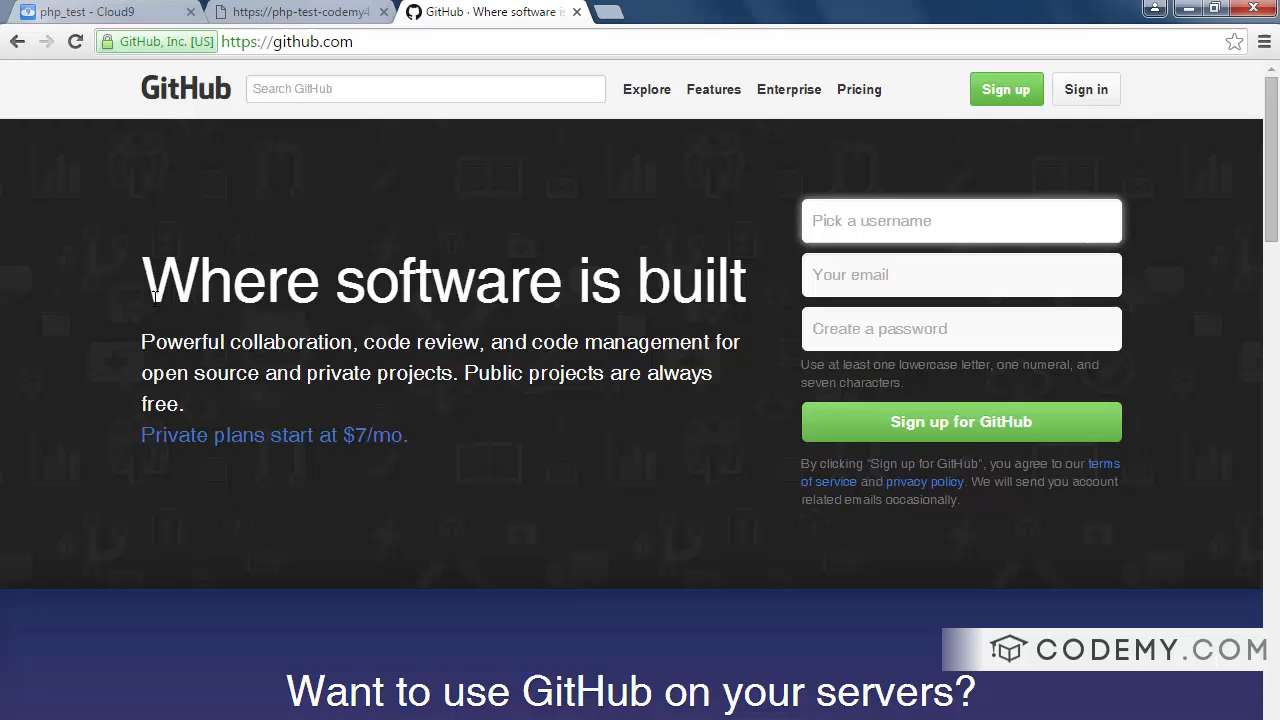 php_test - Cloud9
https://php-test-codemy4
GitHub · Where software is
GitHub, Inc. [US]
https://github.com
GitHub
Search GitHub
Explore
Features
Enterprise
Pricing
Sign up
Sign in
Where software is built
Powerful collaboration, code review, and code management for
open source and private projects. Public projects are always
free.
Private plans start at $7/mo.
Pick a username
Your email
Create a password
Use at least one lowercase letter, one numeral, and
seven characters.
Sign up for GitHub
By clicking "Sign up for GitHub", you agree to our terms
of service and privacy policy. We will send you account
related emails occasionally.
CODEMY.COM
Want to use GitHub on your servers?